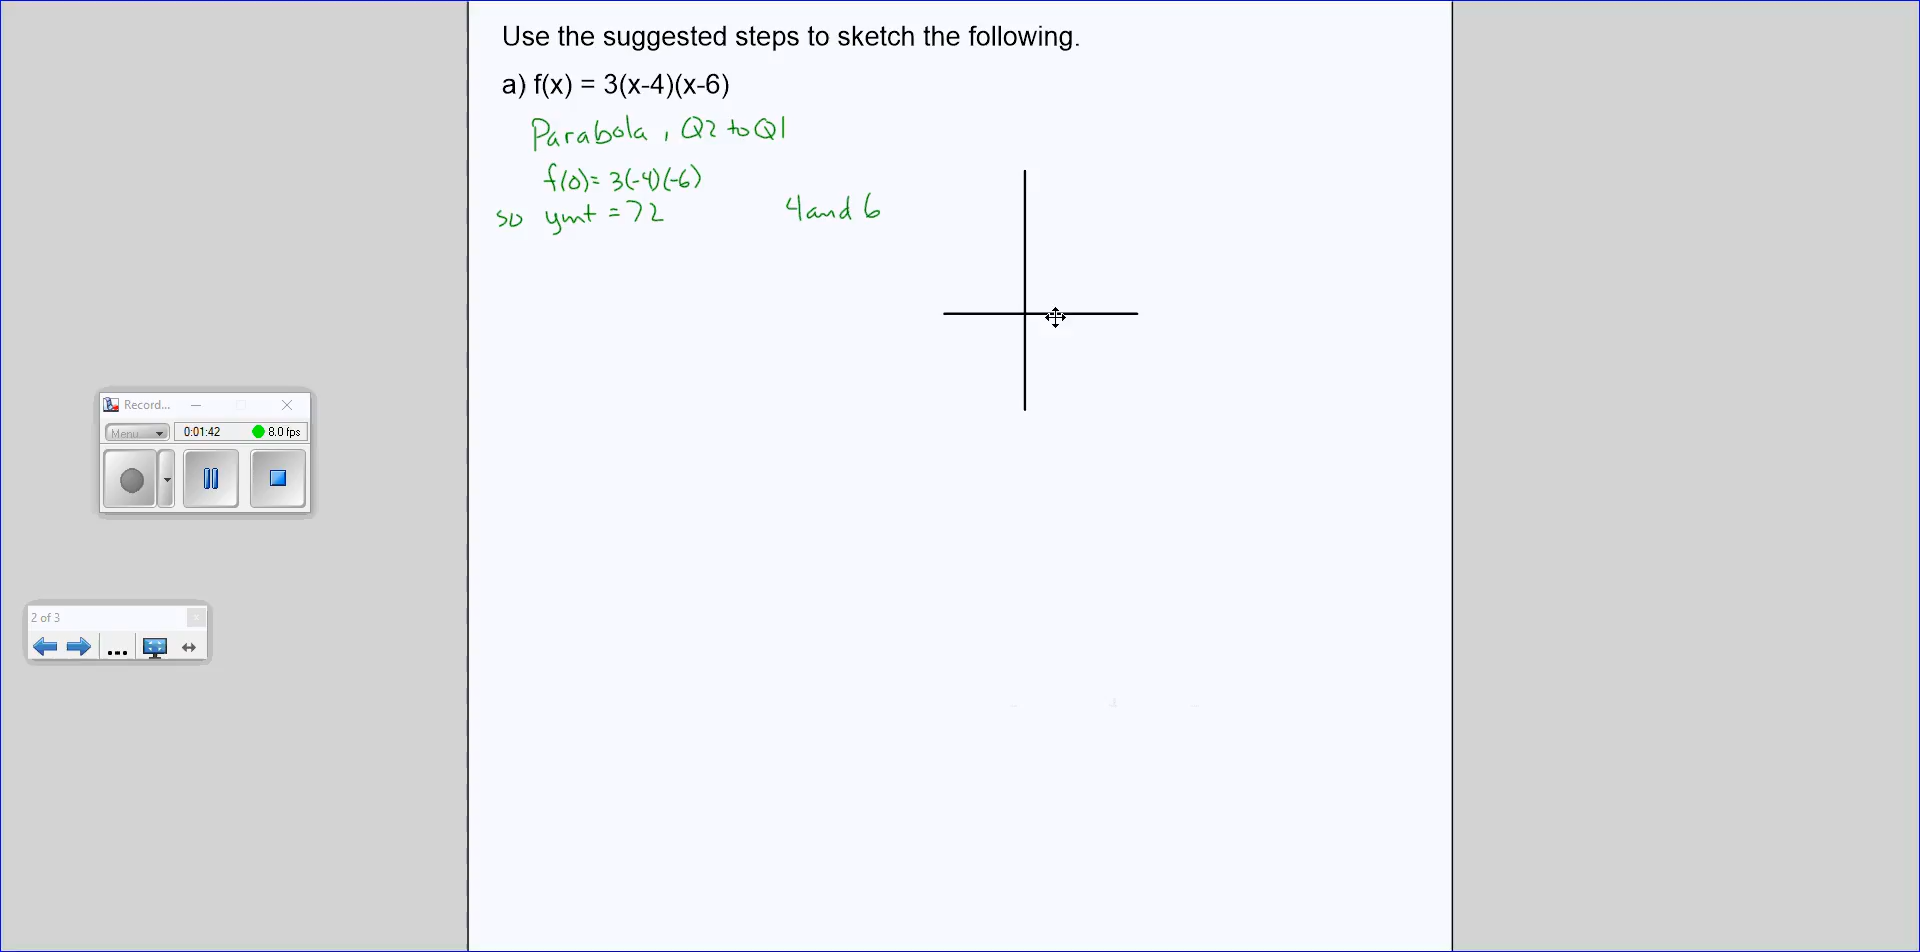 Use the suggested steps to sketch the following.
a) f(x) = 3(x-4)(x-6)
Parabola, Q2 to Q1
f(0)= 3(-4)(-6)
so yint = 72
4 and 6
Record...
Menu
0:01:42
8.0 fps
2 of 3
...